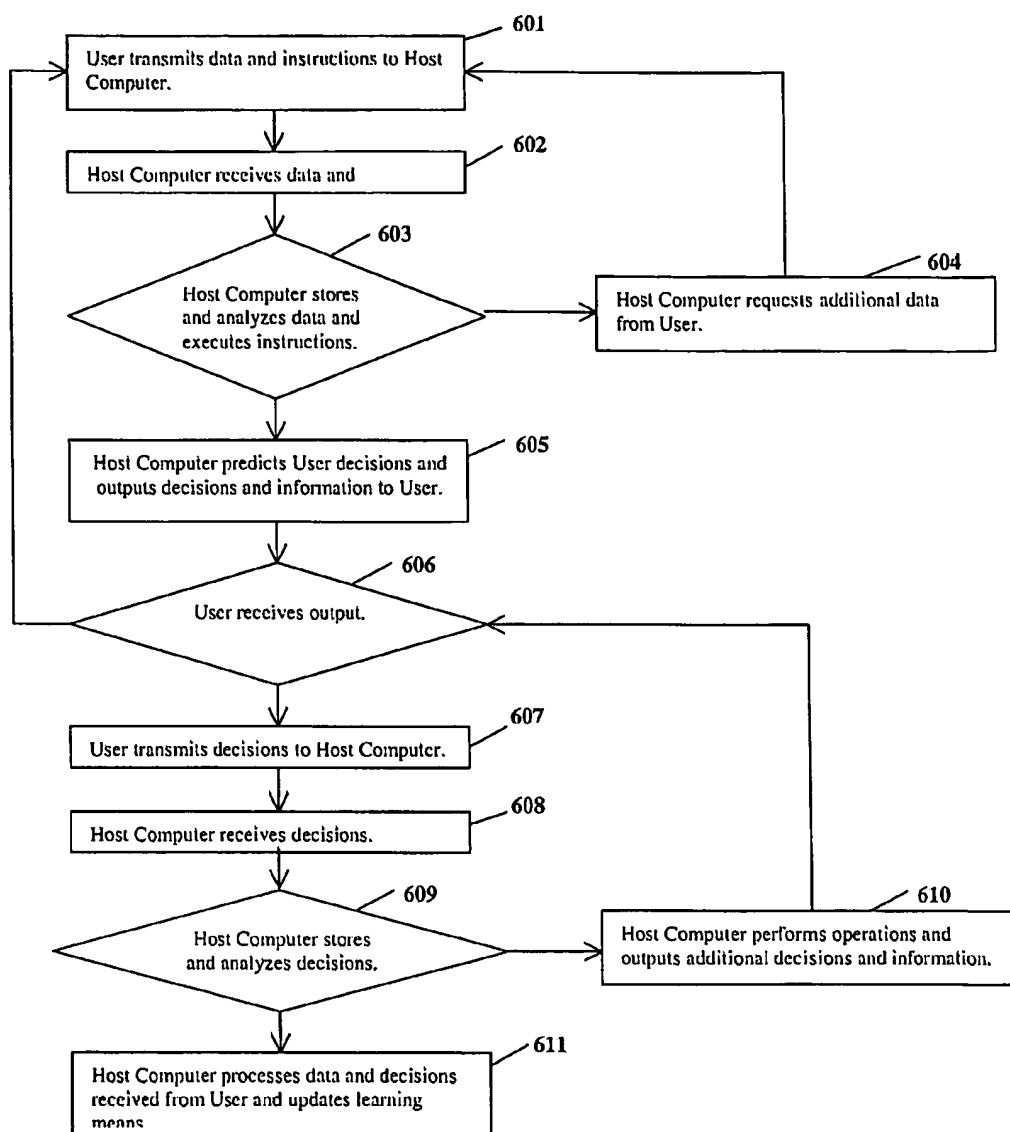 601
User transmits data and instructions to Host
Computer.
602
Host Computer receives data and
603
Host Computer stores
and analyzes data and
executes instructions.
604
Host Computer requests additional data
from User.
605
Host Computer predicts User decisions and
outputs decisions and information to User.
606
User receives output.
607
User transmits decisions to Host Computer.
608
Host Computer receives decisions.
609
Host Computer stores
and analyzes decisions.
610
Host Computer performs operations and
outputs additional decisions and information.
611
Host Computer processes data and decisions
received from User and updates learning
means.